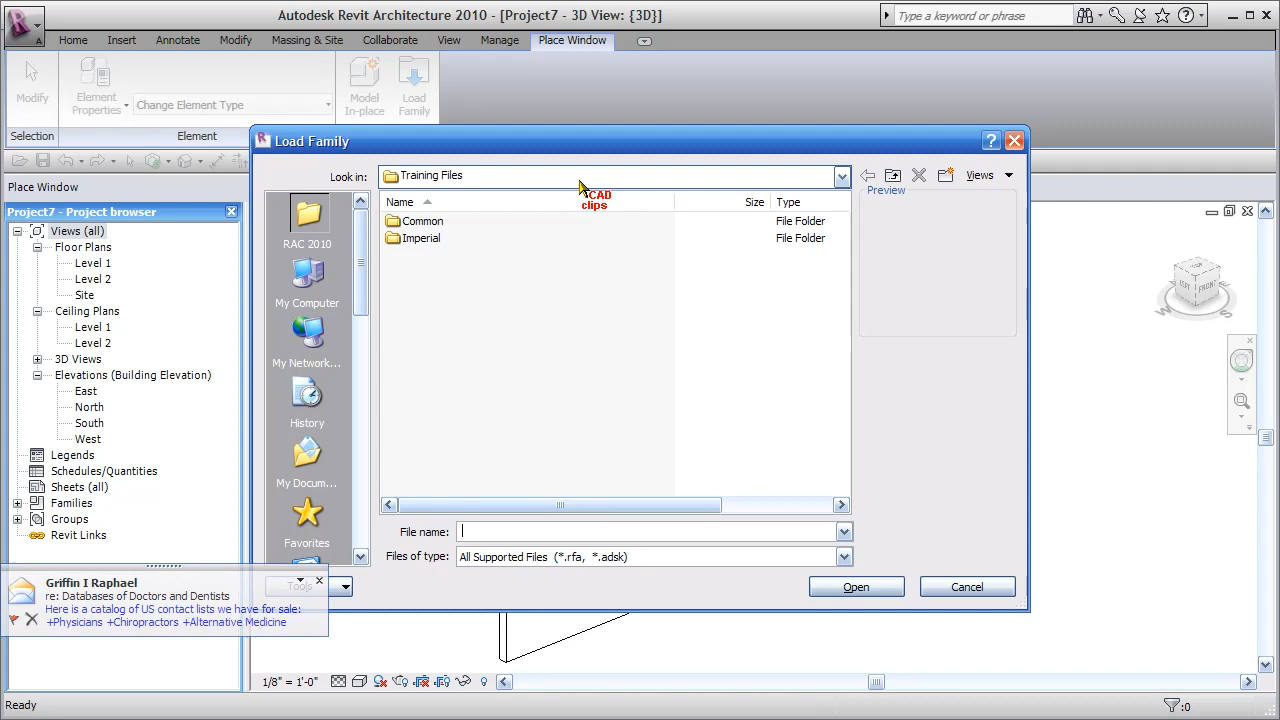 Autodesk Revit Architecture 2010 - [Project7 - 3D View: {3D}]
Type a keyword or phrase
Home Insert Annotate Modify Massing & Site Collaborate View Manage Place Window
Modify
Element
Properties
Change Element Type
Model
In-place
Load
Family
Selection
Element
Place Window
Project7 - Project browser
Views (all)
Floor Plans
Level 1
Level 2
Site
Ceiling Plans
Level 1
Level 2
3D Views
Elevations (Building Elevation)
East
North
South
West
Legends
Schedules/Quantities
Sheets (all)
Families
Groups
Revit Links
Load Family
Look in:
Training Files
CAD
clips
Views
Name Size Type
Common File Folder
Imperial File Folder
Preview
RAC 2010
My Computer
My Network...
History
My Docum...
Favorites
File name:
Files of type: All Supported Files (*.rfa, *.adsk)
Tools
Open
Cancel
Griffin I Raphael
re: Databases of Doctors and Dentists
Here is a catalog of US contact lists we have for sale:
+Physicians +Chiropractors +Alternative Medicine
LEFT
FRONT
W
S
1/8" = 1'-0"
Ready
:0